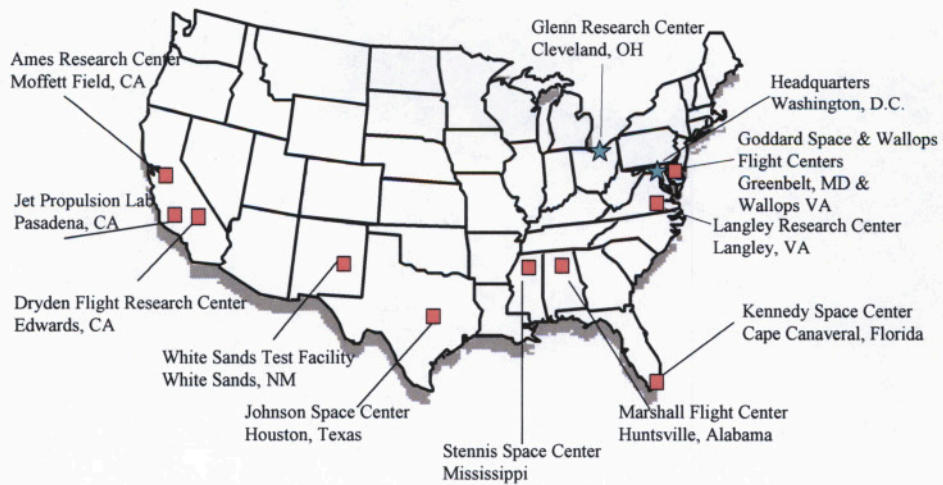 Glenn Research Center
Cleveland, OH
Ames Research Center
Moffett Field, CA
Headquarters
Washington, D.C.
Goddard Space & Wallops
Flight Centers
Greenbelt, MD &
Wallops VA
Jet Propulsion Lab
Pasadena, CA
Langley Research Center
Langley, VA
Dryden Flight Research Center
Edwards, CA
Kennedy Space Center
Cape Canaveral, Florida
White Sands Test Facility
White Sands, NM
Johnson Space Center
Houston, Texas
Marshall Flight Center
Huntsville, Alabama
Stennis Space Center
Mississippi